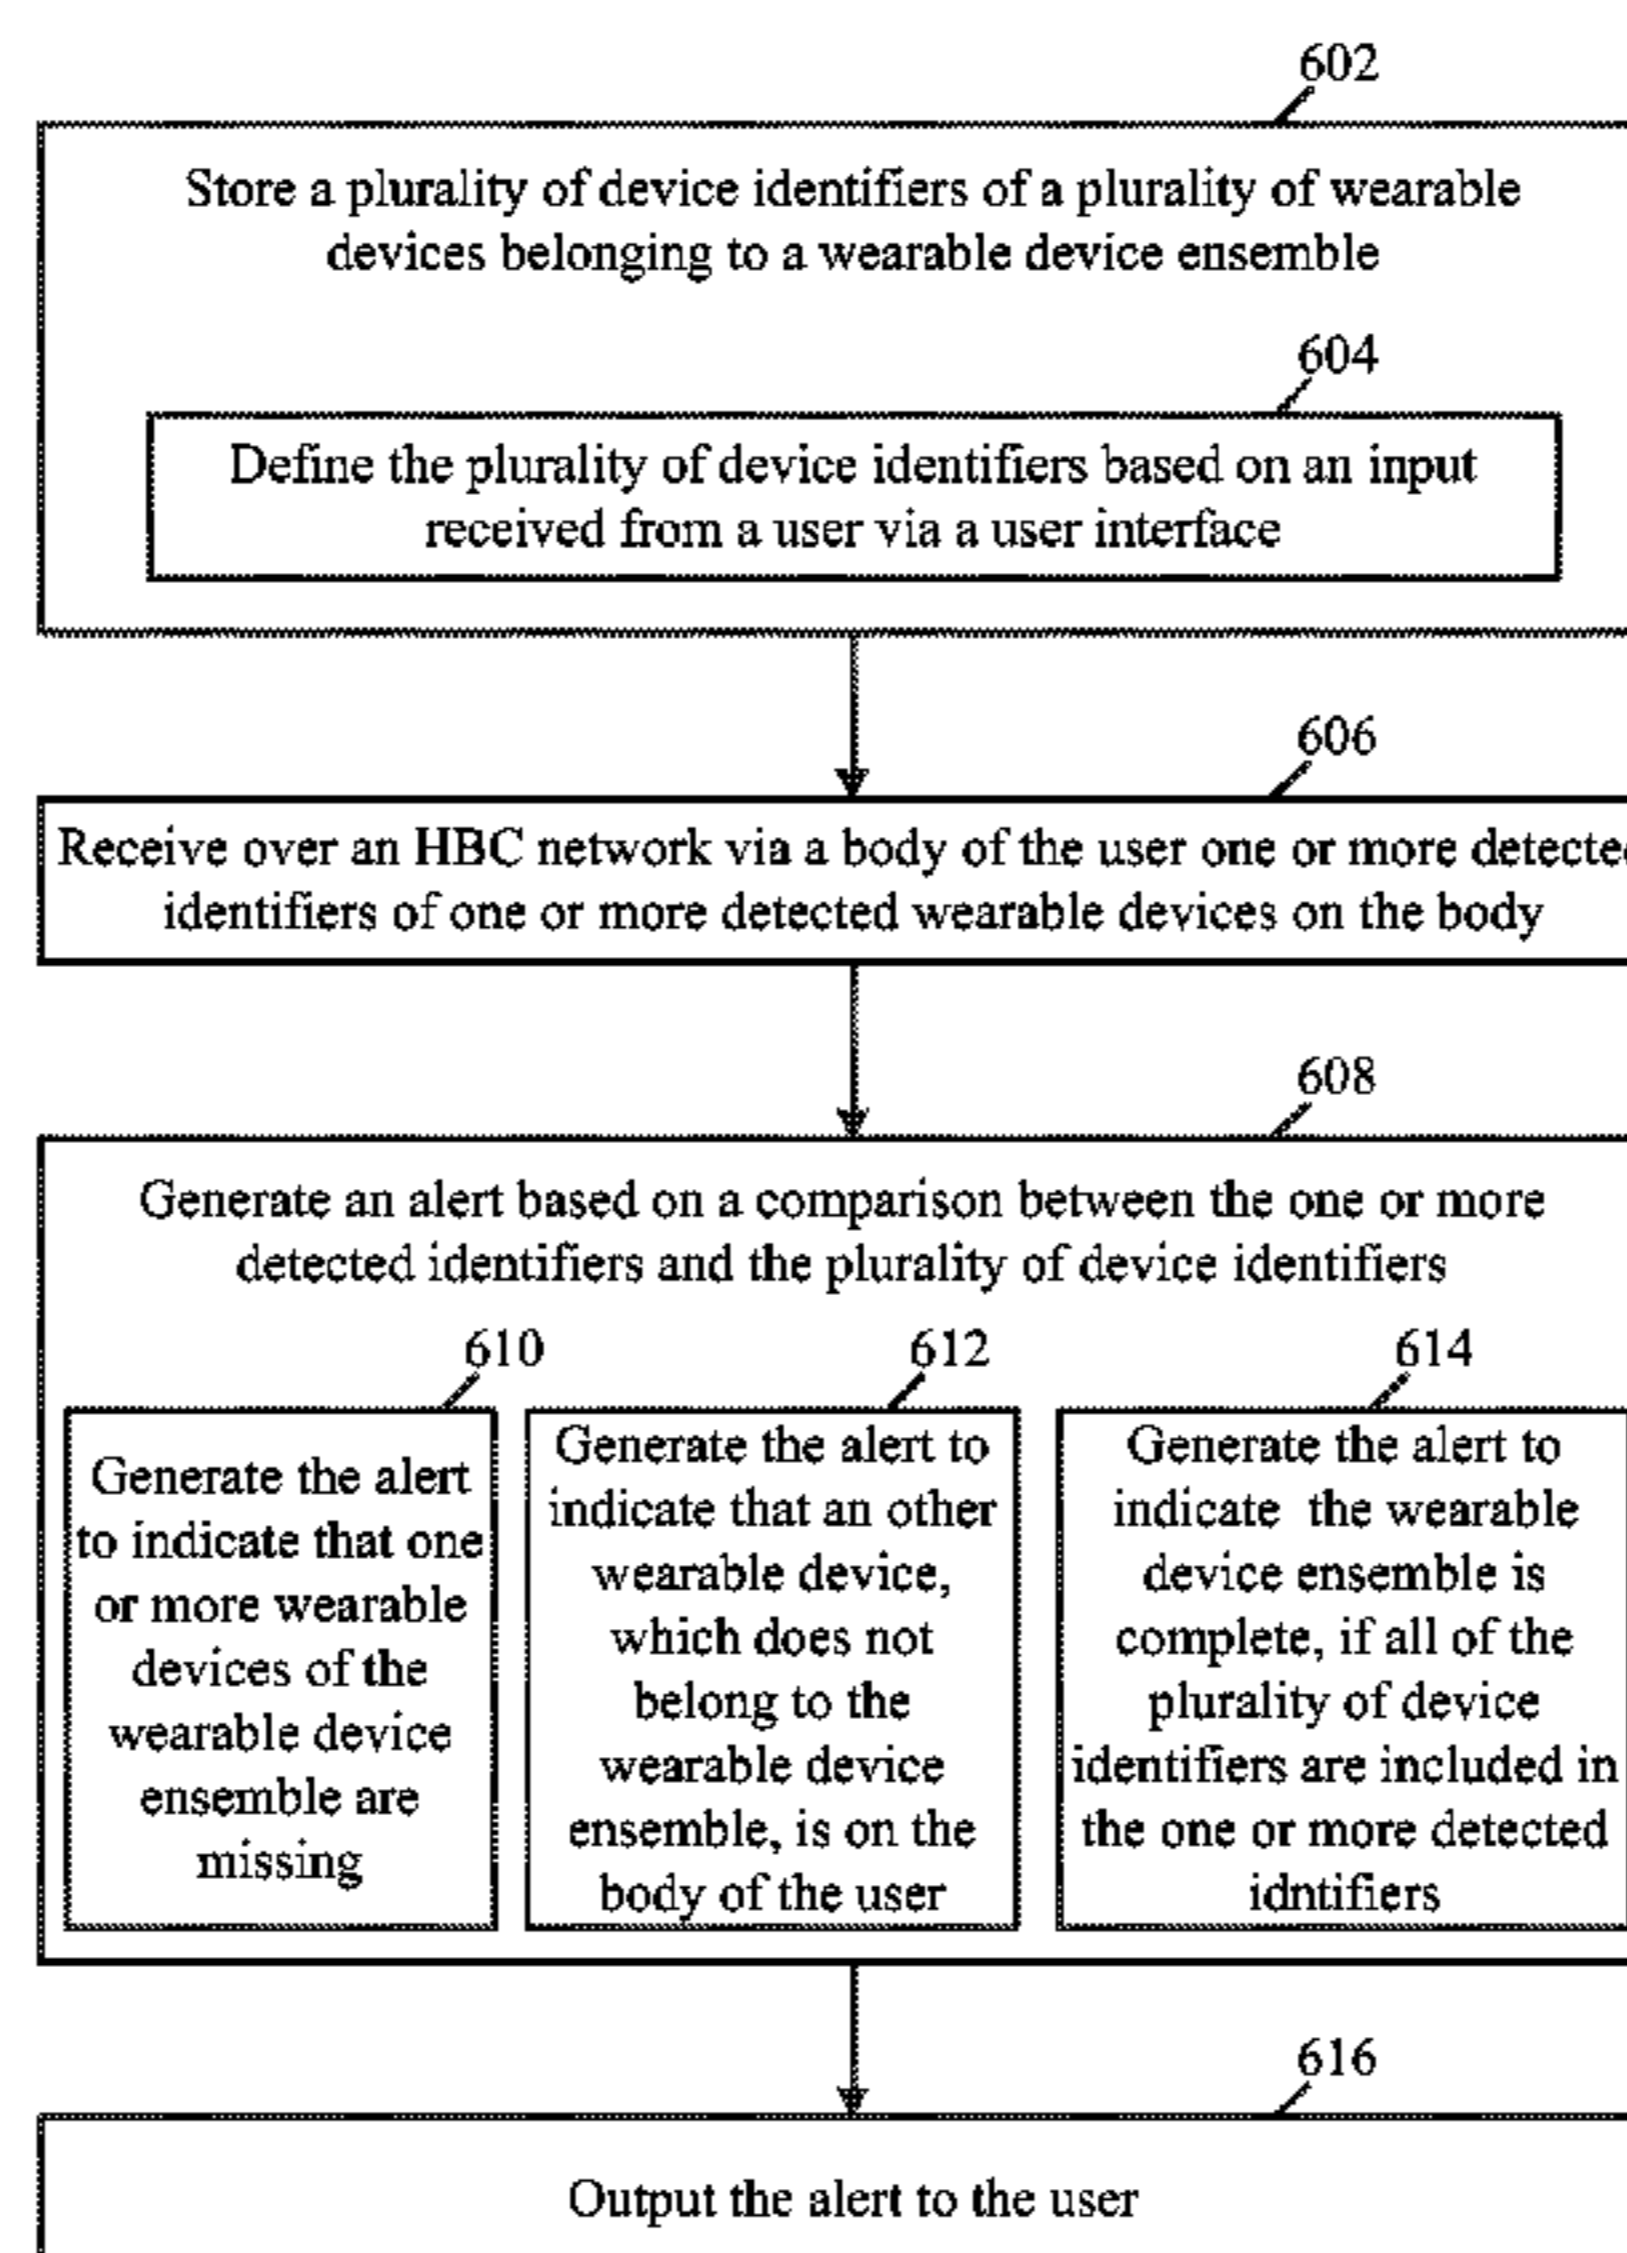 602
Store a plurality of device identifiers of a plurality of wearable
devices belonging to a wearable device ensemble
604
Define the plurality of device identifiers based on an input
received from a user via a user interface
606
Receive over an HBC network via a body of the user one or more detected
identifiers of one or more detected wearable devices on the body
608
Generate an alert based on a comparison between the one or more
detected identifiers and the plurality of device identifiers
610
Generate the alert
to indicate that one
or more wearable
devices of the
wearable device
ensemble are
missing
612
Generate the alert to
indicate that an other
wearable device,
which does not
belong to the
wearable device
ensemble, is on the
body of the user
614
Generate the alert to
indicate the wearable
device ensemble is
complete, if all of the
plurality of device
identifiers are included in
the one or more detected
idntifiers
616
Output the alert to the user